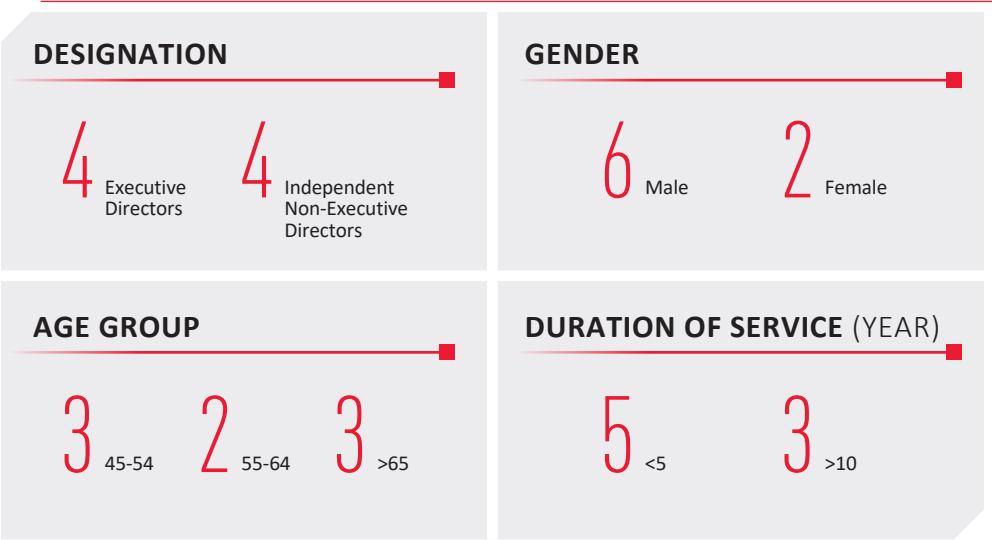 DESIGNATION
4 Executive
Directors
4 Independent
Non-Executive
Directors
GENDER
6 Male
2 Female
AGE GROUP
3 45-54
2 55-64
3 >65
DURATION OF SERVICE (YEAR)
5 <5
3 >10